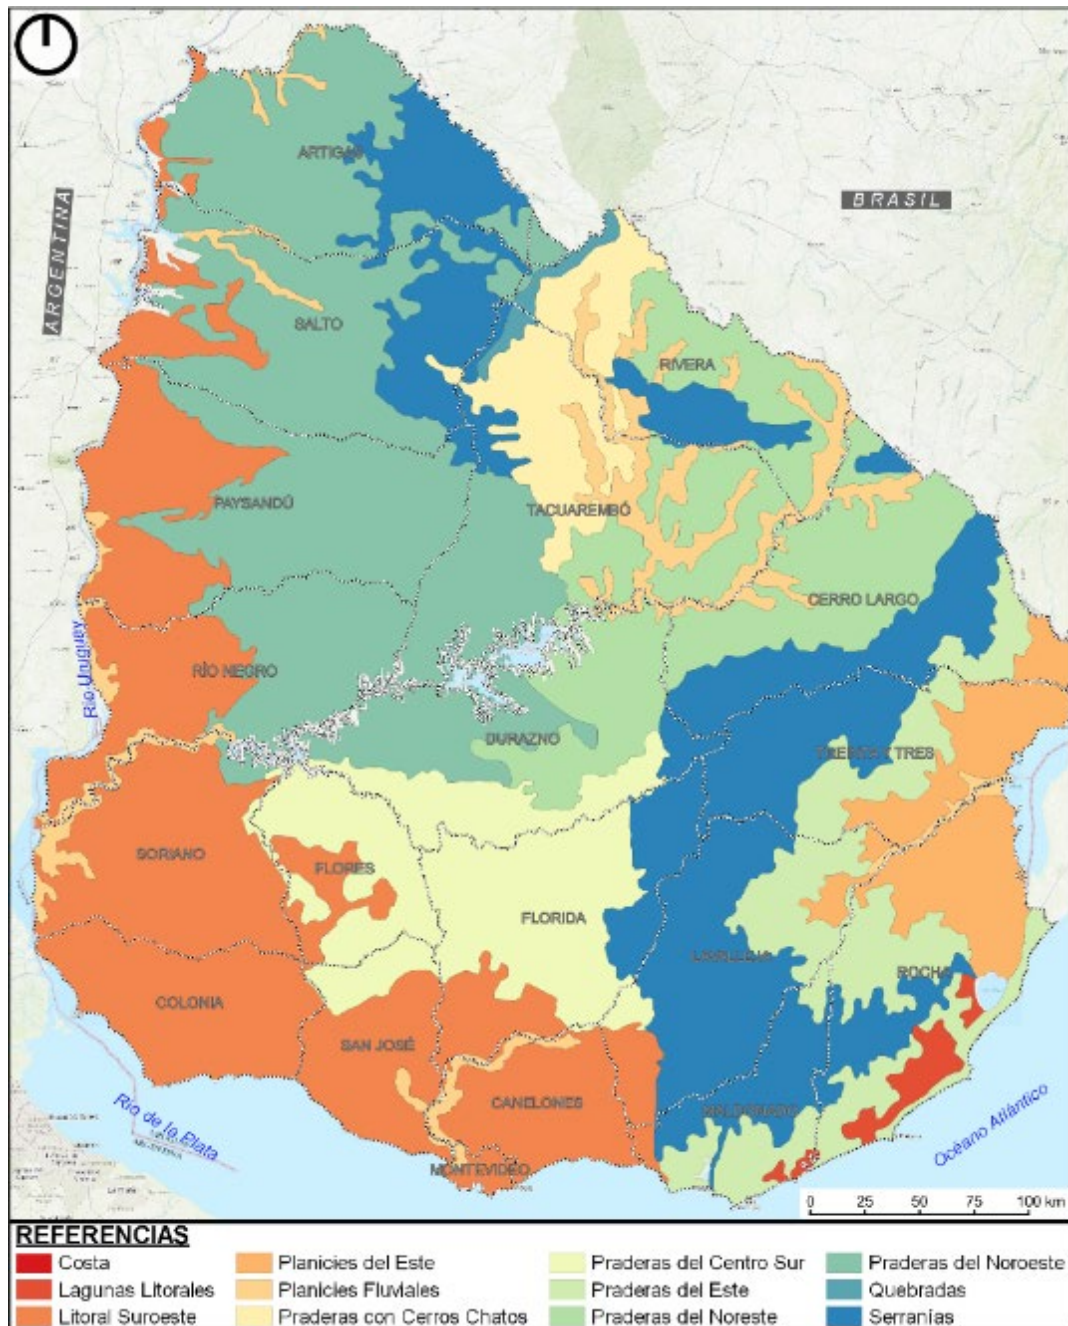 ARTIGAS
BRASIL
ARGENTINA
SALTO
RIVERA
PAYSANDÚ
TACUAREMBÓ
CERRO LARGO
Río Uruguay
RÍO NEGRO
DURAZNO
TREINTA Y TRES
SORIANO
FLORES
FLORIDA
LAVALLEJA
ROCHA
COLONIA
SAN JOSÉ
CANELONES
MALDONADO
Río de la Plata
Océano Atlántico
MONTEVIDEO
0 25 50 75 100 km
REFERENCIAS
Costa
Lagunas Litorales
Litoral Suroeste
Planicies del Este
Planicies Fluviales
Praderas con Cerros Chatos
Praderas del Centro Sur
Praderas del Este
Praderas del Noreste
Praderas del Noroeste
Quebradas
Serranías